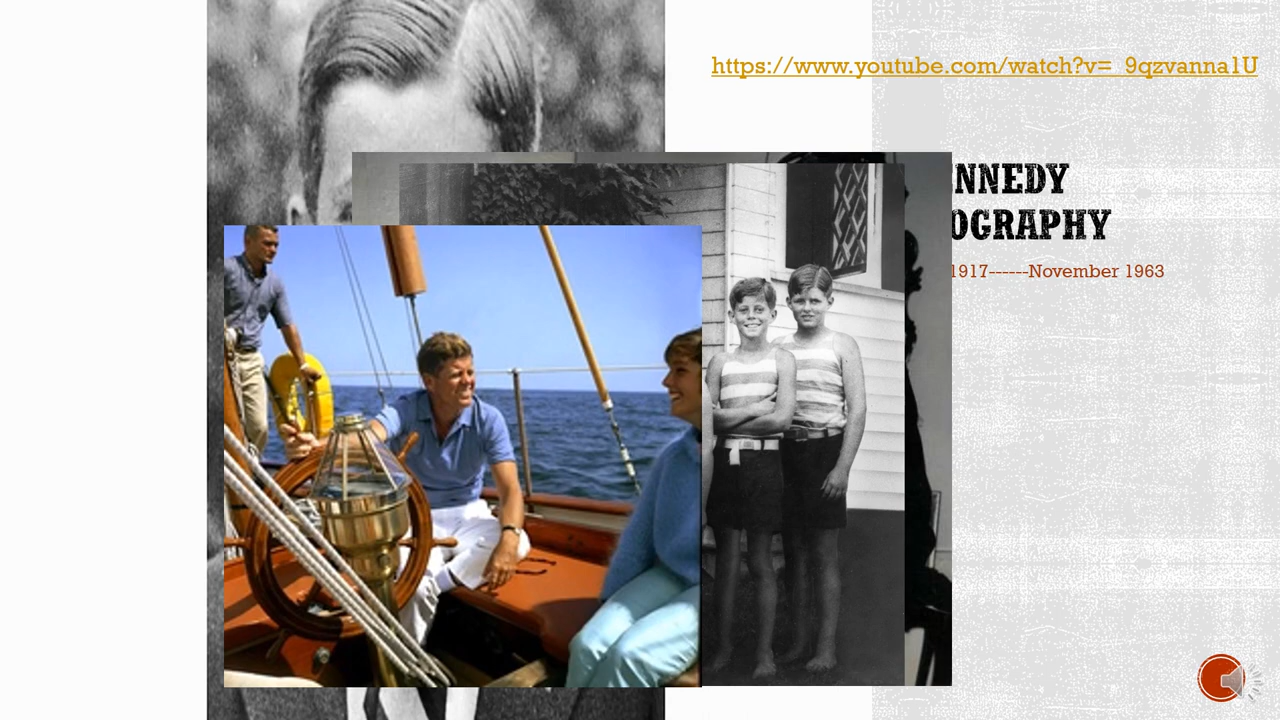 https://www.youtube.com/watch?v=_9qzvanna1U
NNEDY
OGRAPHY
1917------November 1963